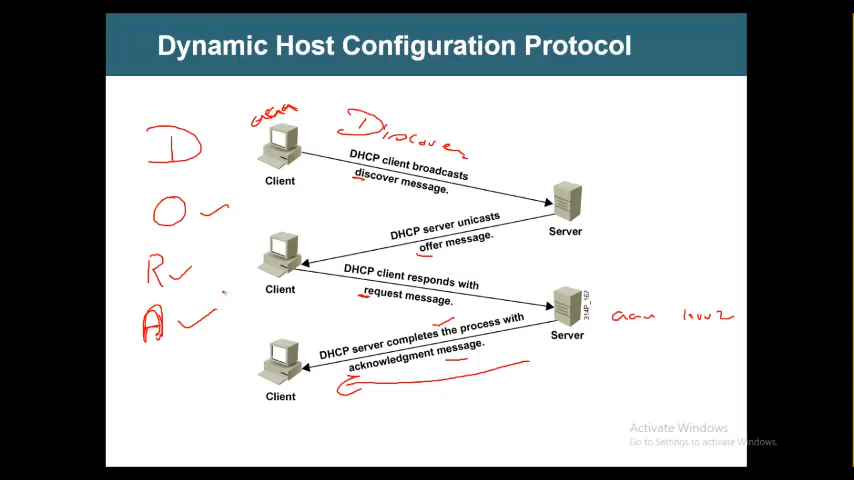 Dynamic Host Configuration Protocol
Discover
D
DHCP client broadcasts
discover message.
Client
O
DHCP server unicasts
offer message.
Server
R
DHCP client responds with
request message.
Client
314P_167
A
DHCP server completes the process with
acknowledgment message.
Server
Client
Activate Windows
Go to Settings to activate Windows.